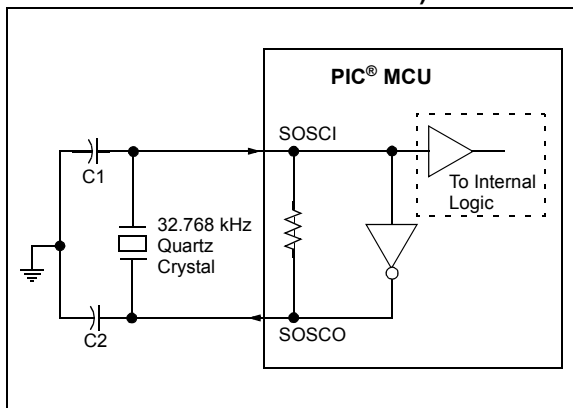 PIC® MCU
SOSCI
C1
To Internal
Logic
32.768 kHz
Quartz
Crystal
SOSCO
C2